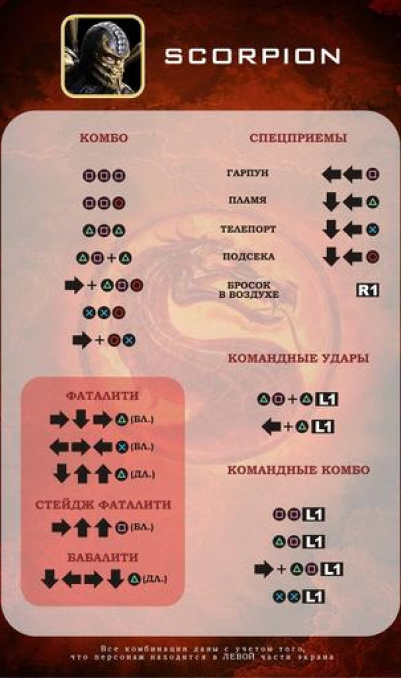 SCORPION
КОМБО
СПЕЦПРИЕМЫ
ГАРПУН
ПЛАМЯ
ТЕЛЕПОРТ
ПОДСЕКА
БРОСОК
В ВОЗДУХЕ
R1
+
+
+
КОМАНДНЫЕ УДАРЫ
+ L1
+ L1
ФАТАЛИТИ
(БЛ.)
(БЛ.)
(ДЛ.)
СТЕЙДЖ ФАТАЛИТИ
(БЛ.)
БАБАЛИТИ
(ДЛ.)
КОМАНДНЫЕ КОМБО
L1
L1
+ L1
L1
Все комбинации даны с учетом того,
что персонаж находится в ЛЕВОЙ части экрана